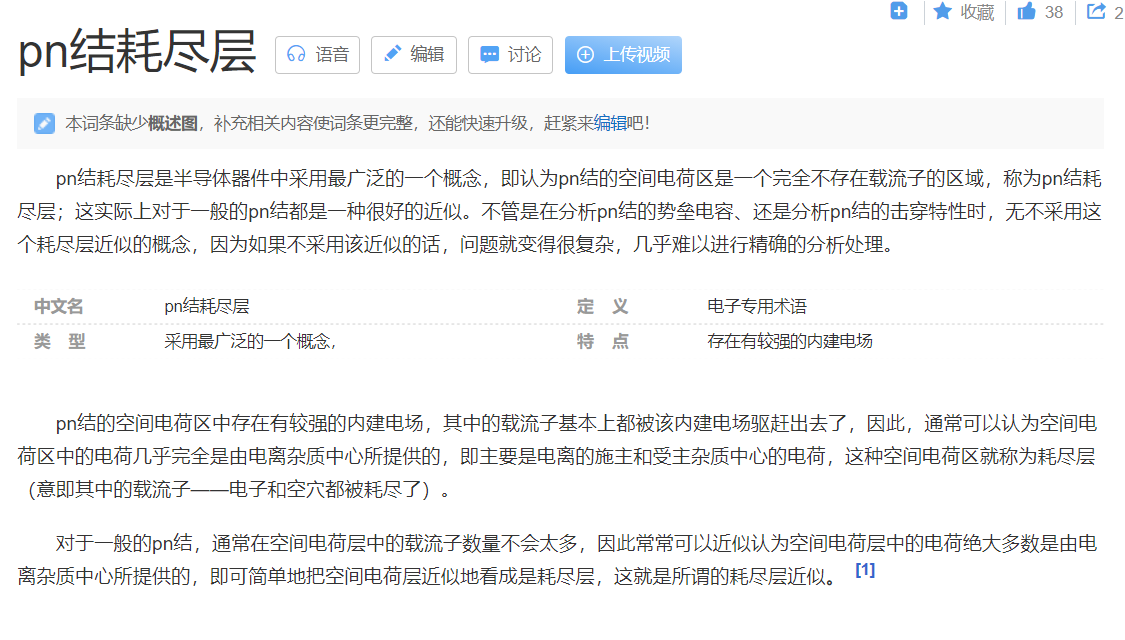 收藏 38 2
pn结耗尽层 语音 编辑 讨论 上传视频
本词条缺少概述图，补充相关内容使词条更完整，还能快速升级，赶紧来编辑吧！
pn结耗尽层是半导体器件中采用最广泛的一个概念，即认为pn结的空间电荷区是一个完全不存在载流子的区域，称为pn结耗
尽层；这实际上对于一般的pn结都是一种很好的近似。不管是在分析pn结的势垒电容、还是分析pn结的击穿特性时，无不采用这
个耗尽层近似的概念，因为如果不采用该近似的话，问题就变得很复杂，几乎难以进行精确的分析处理。
中文名 pn结耗尽层 定 义 电子专用术语
类 型 采用最广泛的一个概念， 特 点 存在有较强的内建电场
pn结的空间电荷区中存在有较强的内建电场，其中的载流子基本上都被该内建电场驱赶出去了，因此，通常可以认为空间电
荷区中的电荷几乎完全是由电离杂质中心所提供的，即主要是电离的施主和受主杂质中心的电荷，这种空间电荷区就称为耗尽层
（意即其中的载流子——电子和空穴都被耗尽了）。
对于一般的pn结，通常在空间电荷层中的载流子数量不会太多，因此常常可以近似认为空间电荷层中的电荷绝大多数是由电
离杂质中心所提供的，即可简单地把空间电荷层近似地看成是耗尽层，这就是所谓的耗尽层近似。 [1]